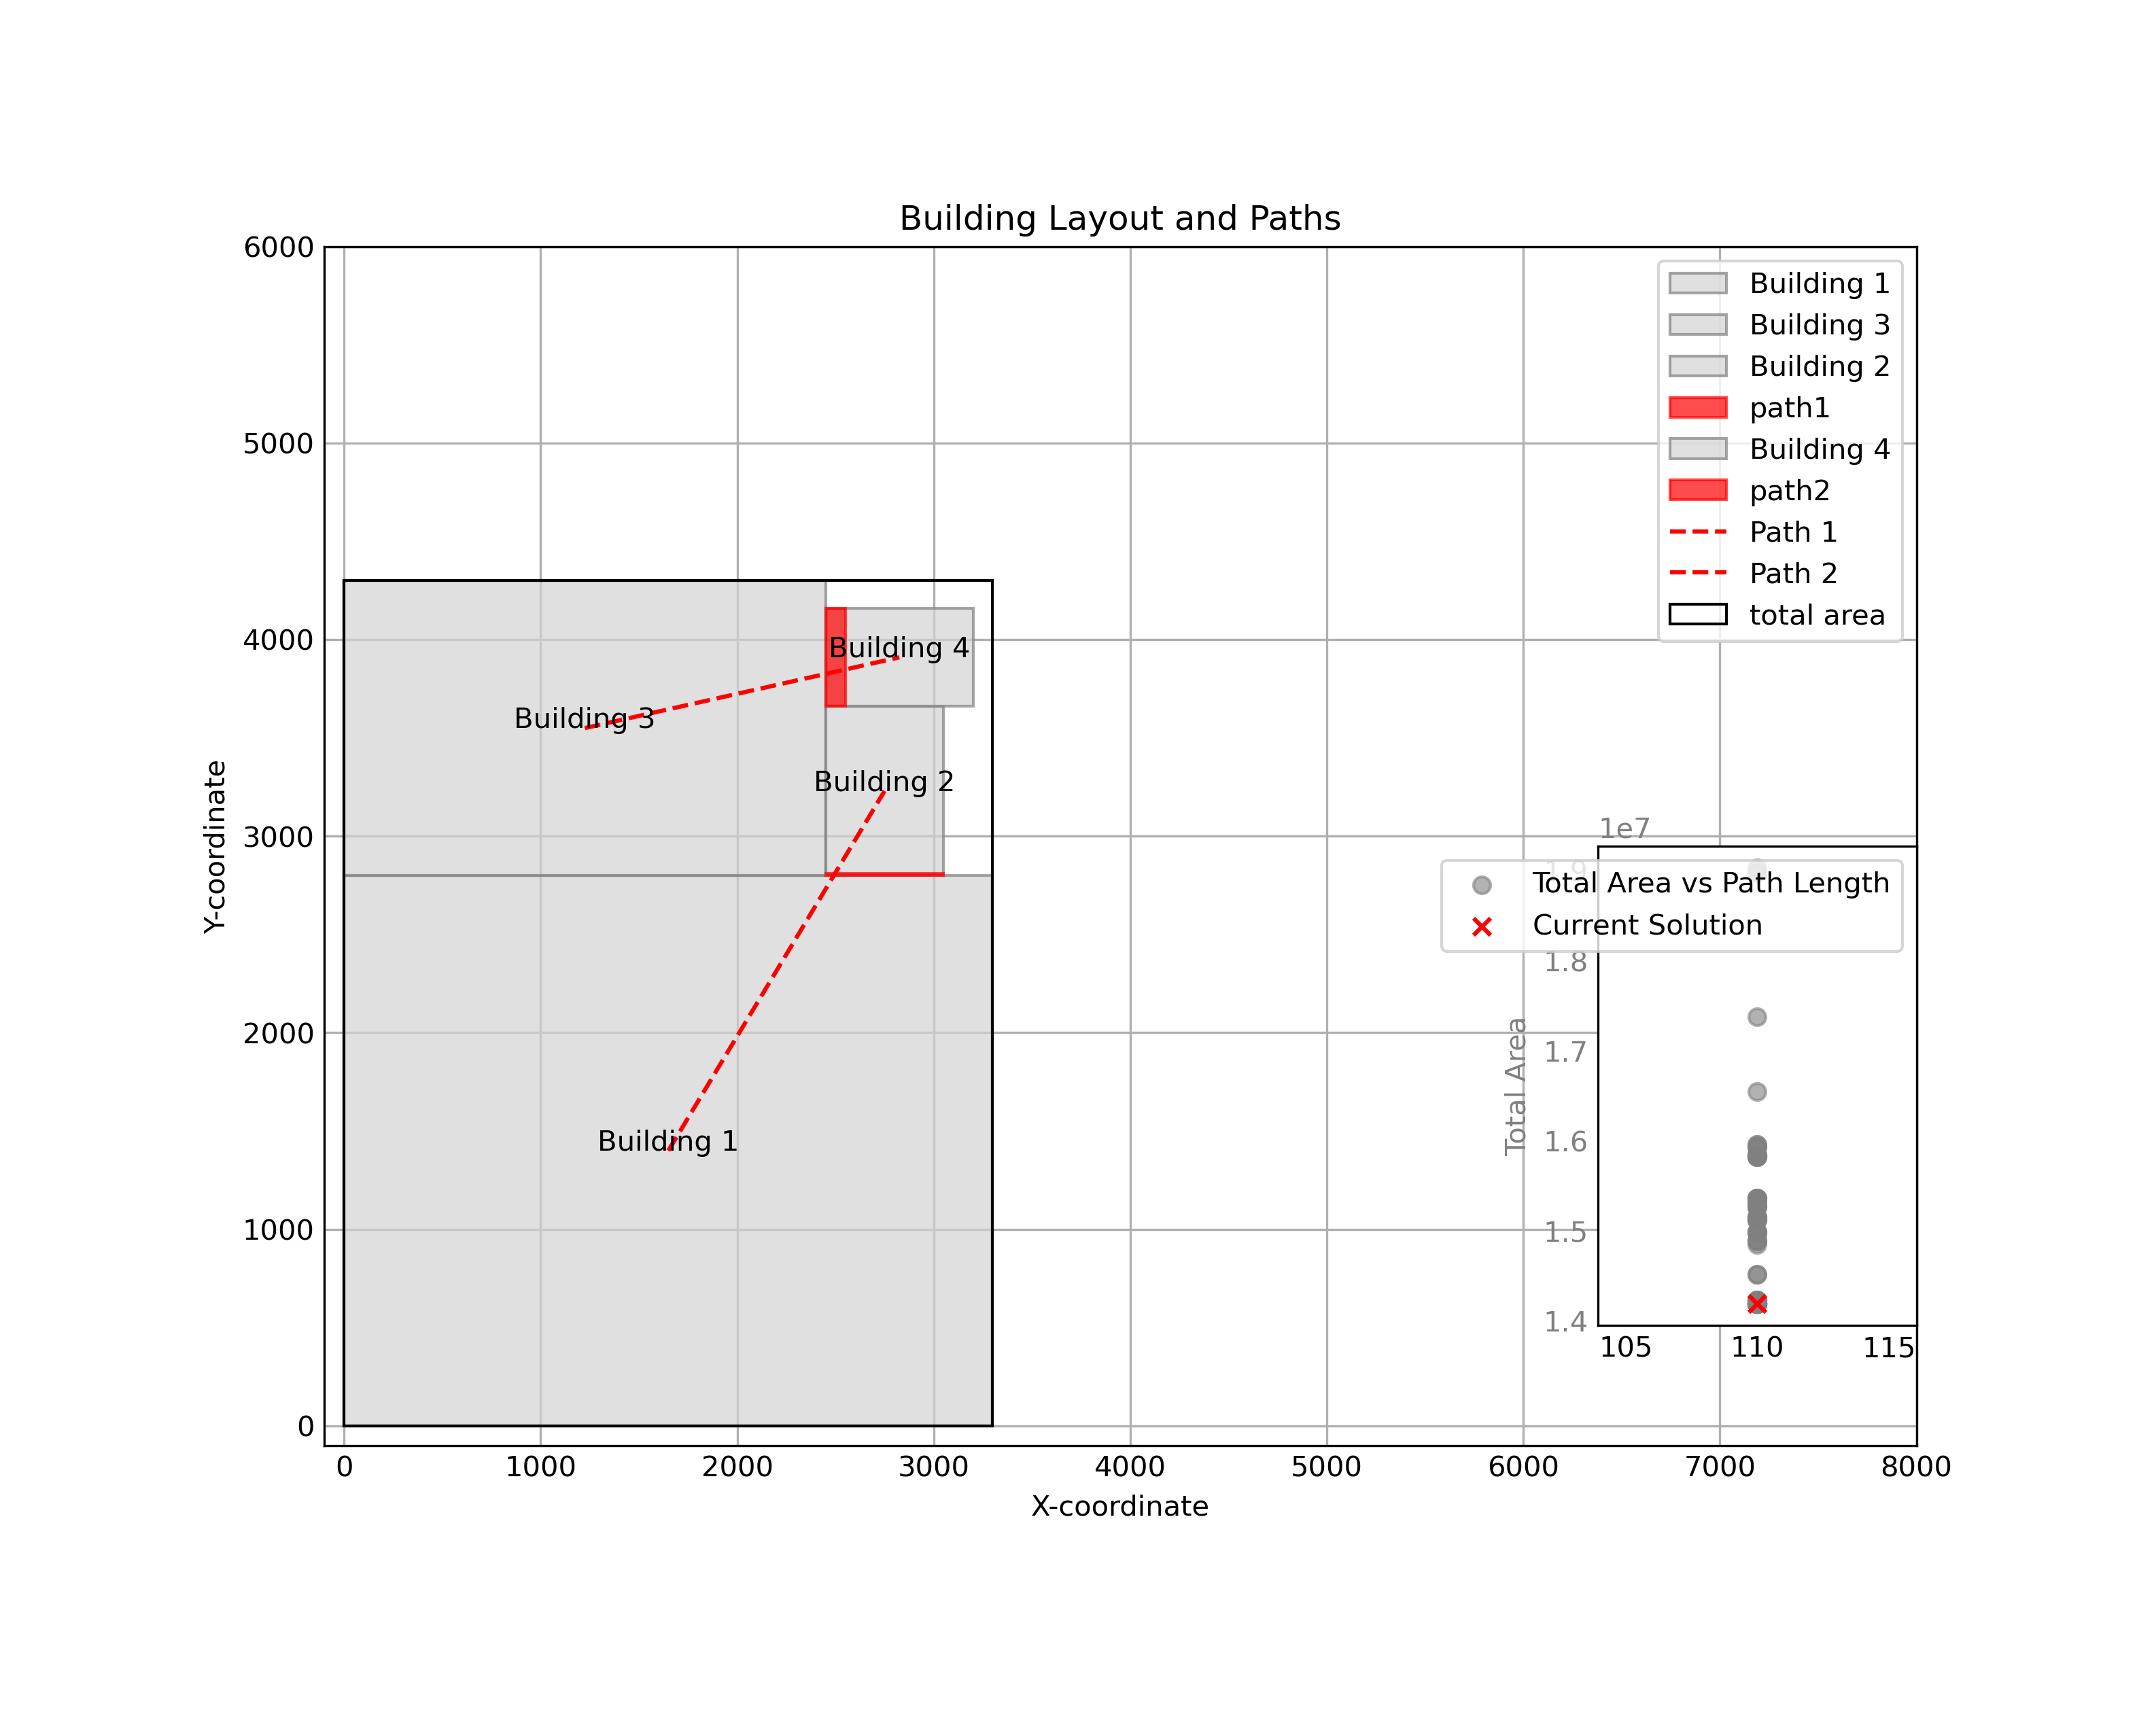 Building Layout and Paths
6000
5000
4000
3000
2000
1000
0
Y-coordinate
0
1000
2000
3000
4000
5000
6000
7000
8000
X-coordinate
Building 1
Building 3
Building 2
path1
Building 4
path2
Path 1
Path 2
total area
Building 4
Building 3
Building 2
Building 1
1e7
1.9
Total Area vs Path Length
Current Solution
1.8
1.7
1.6
1.5
1.4
Total Area
105
110
115